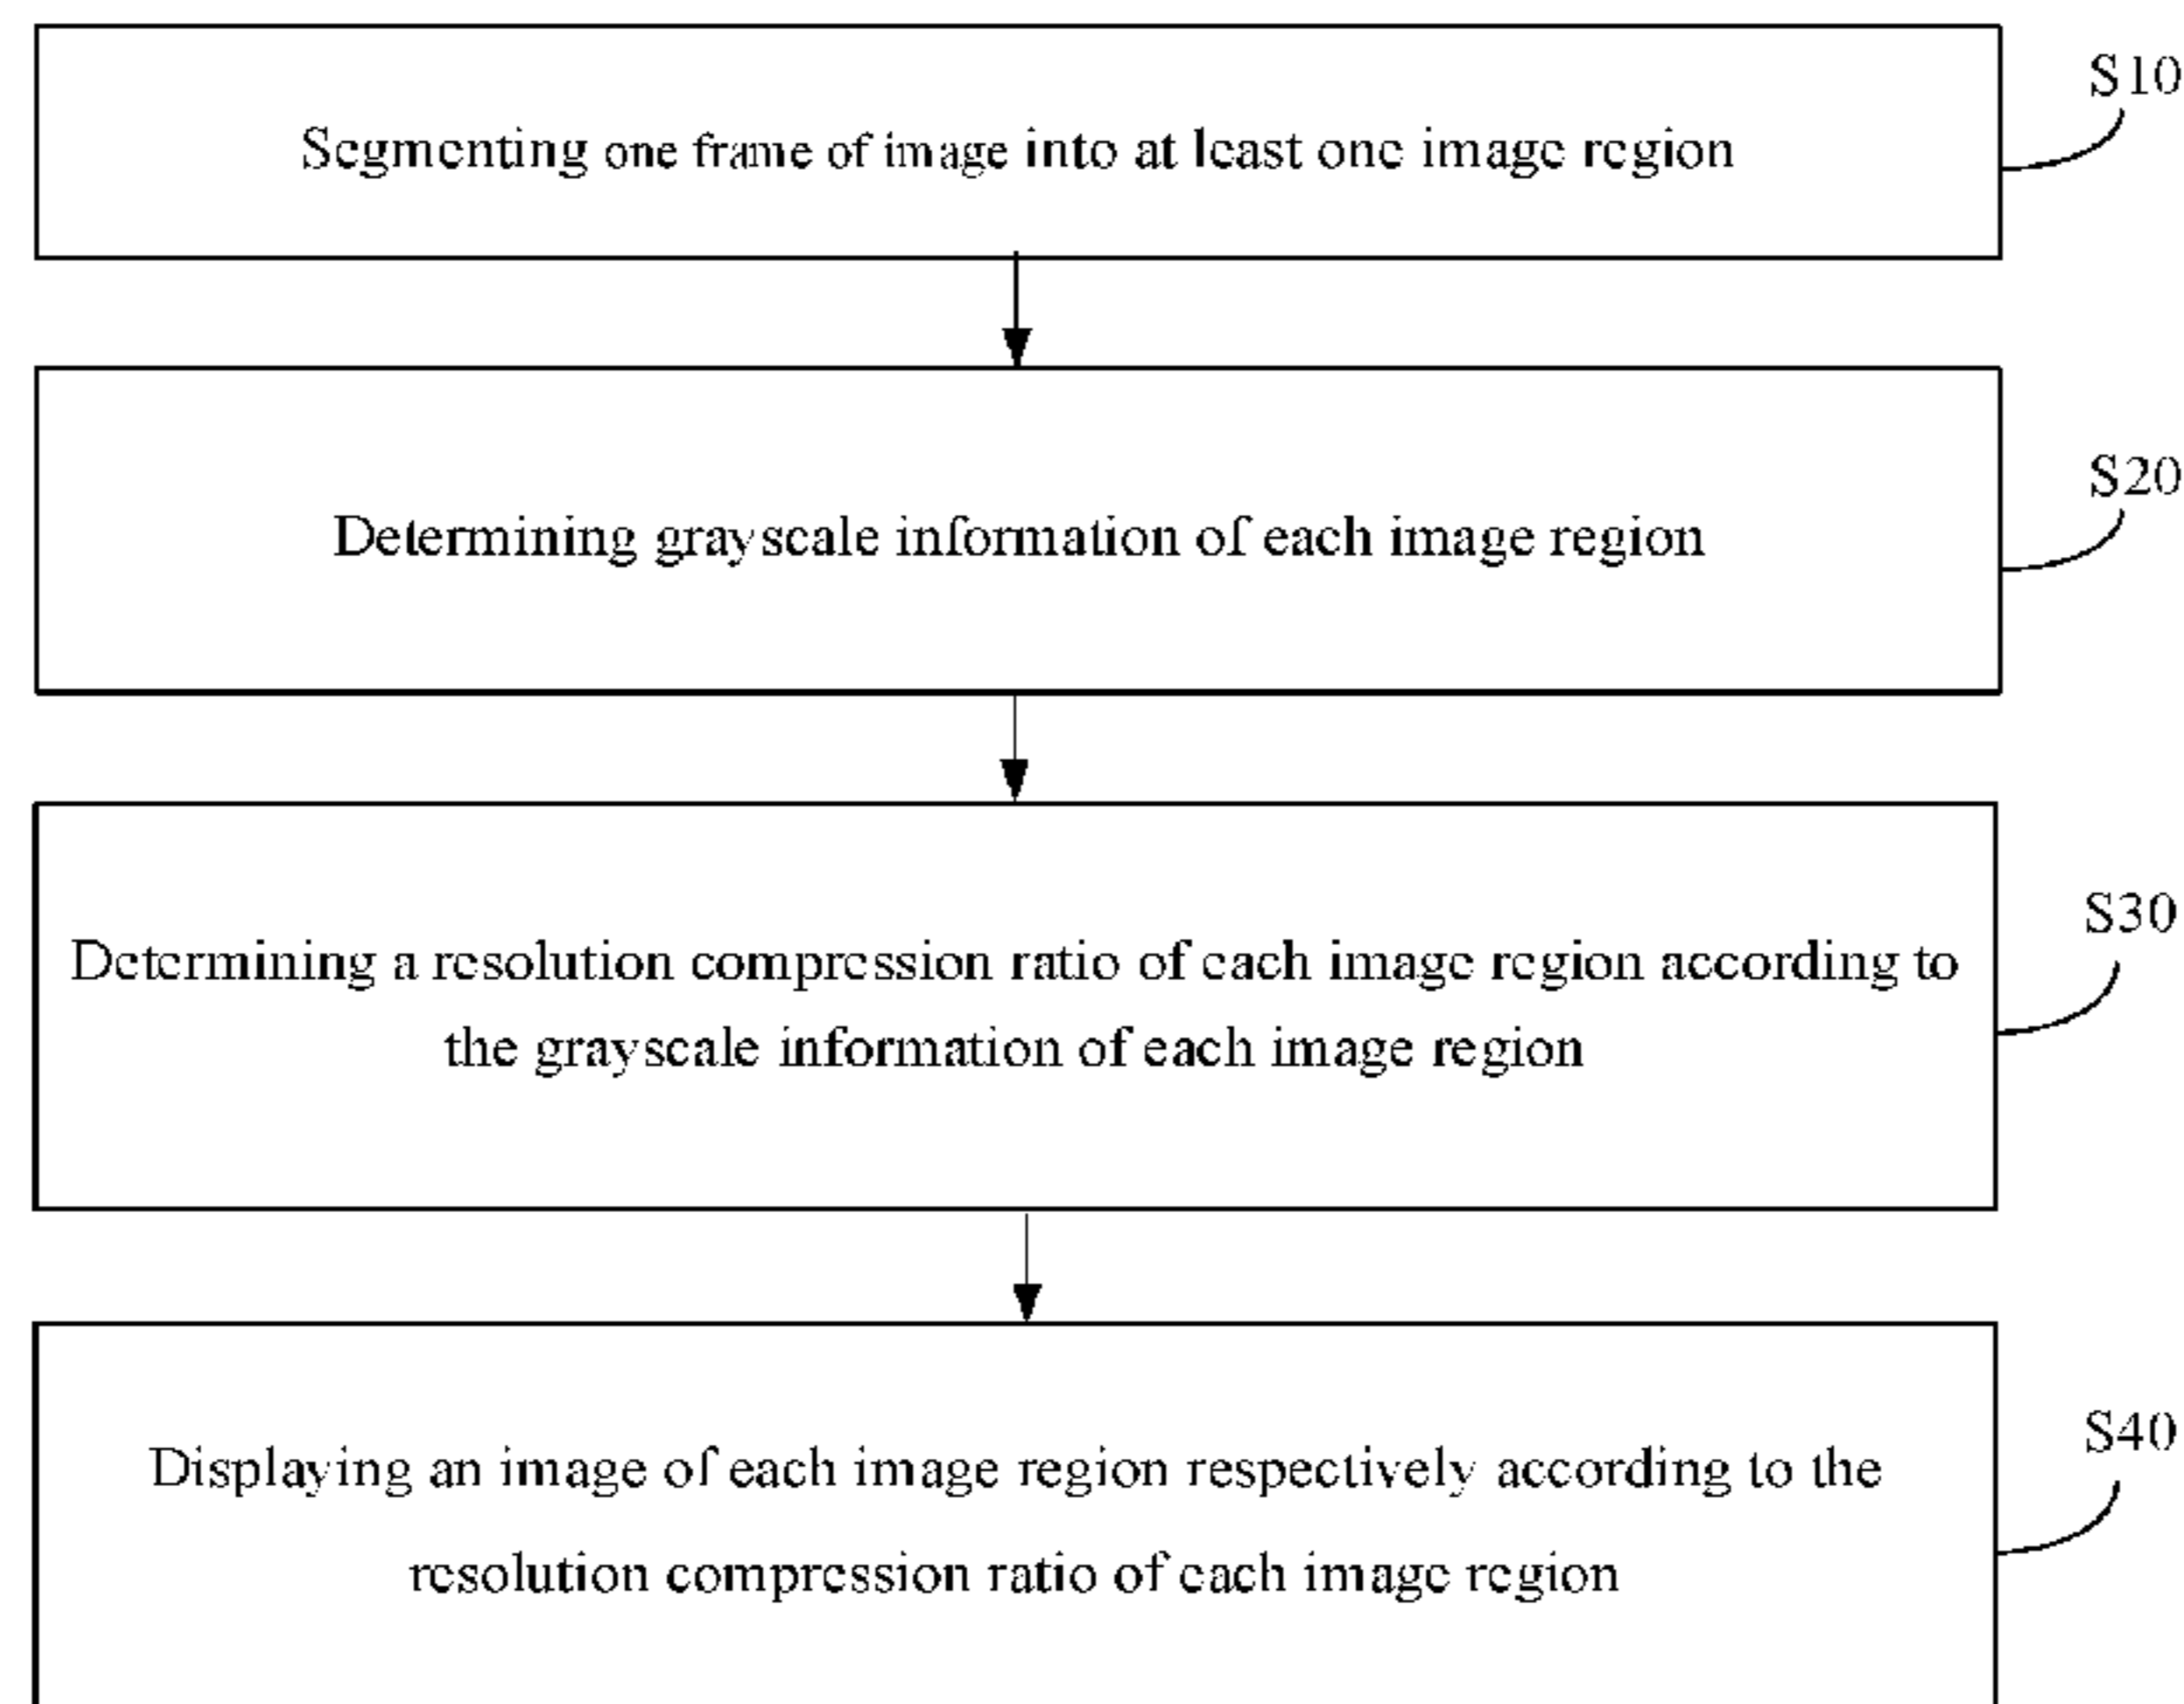 S10
Segmenting one frame of image into at least one image region
S20
Determining grayscale information of each image region
S30
Determining a resolution compression ratio of each image region according to
the grayscale information of each image region
S40
Displaying an image of each image region respectively according to the
resolution compression ratio of each image region